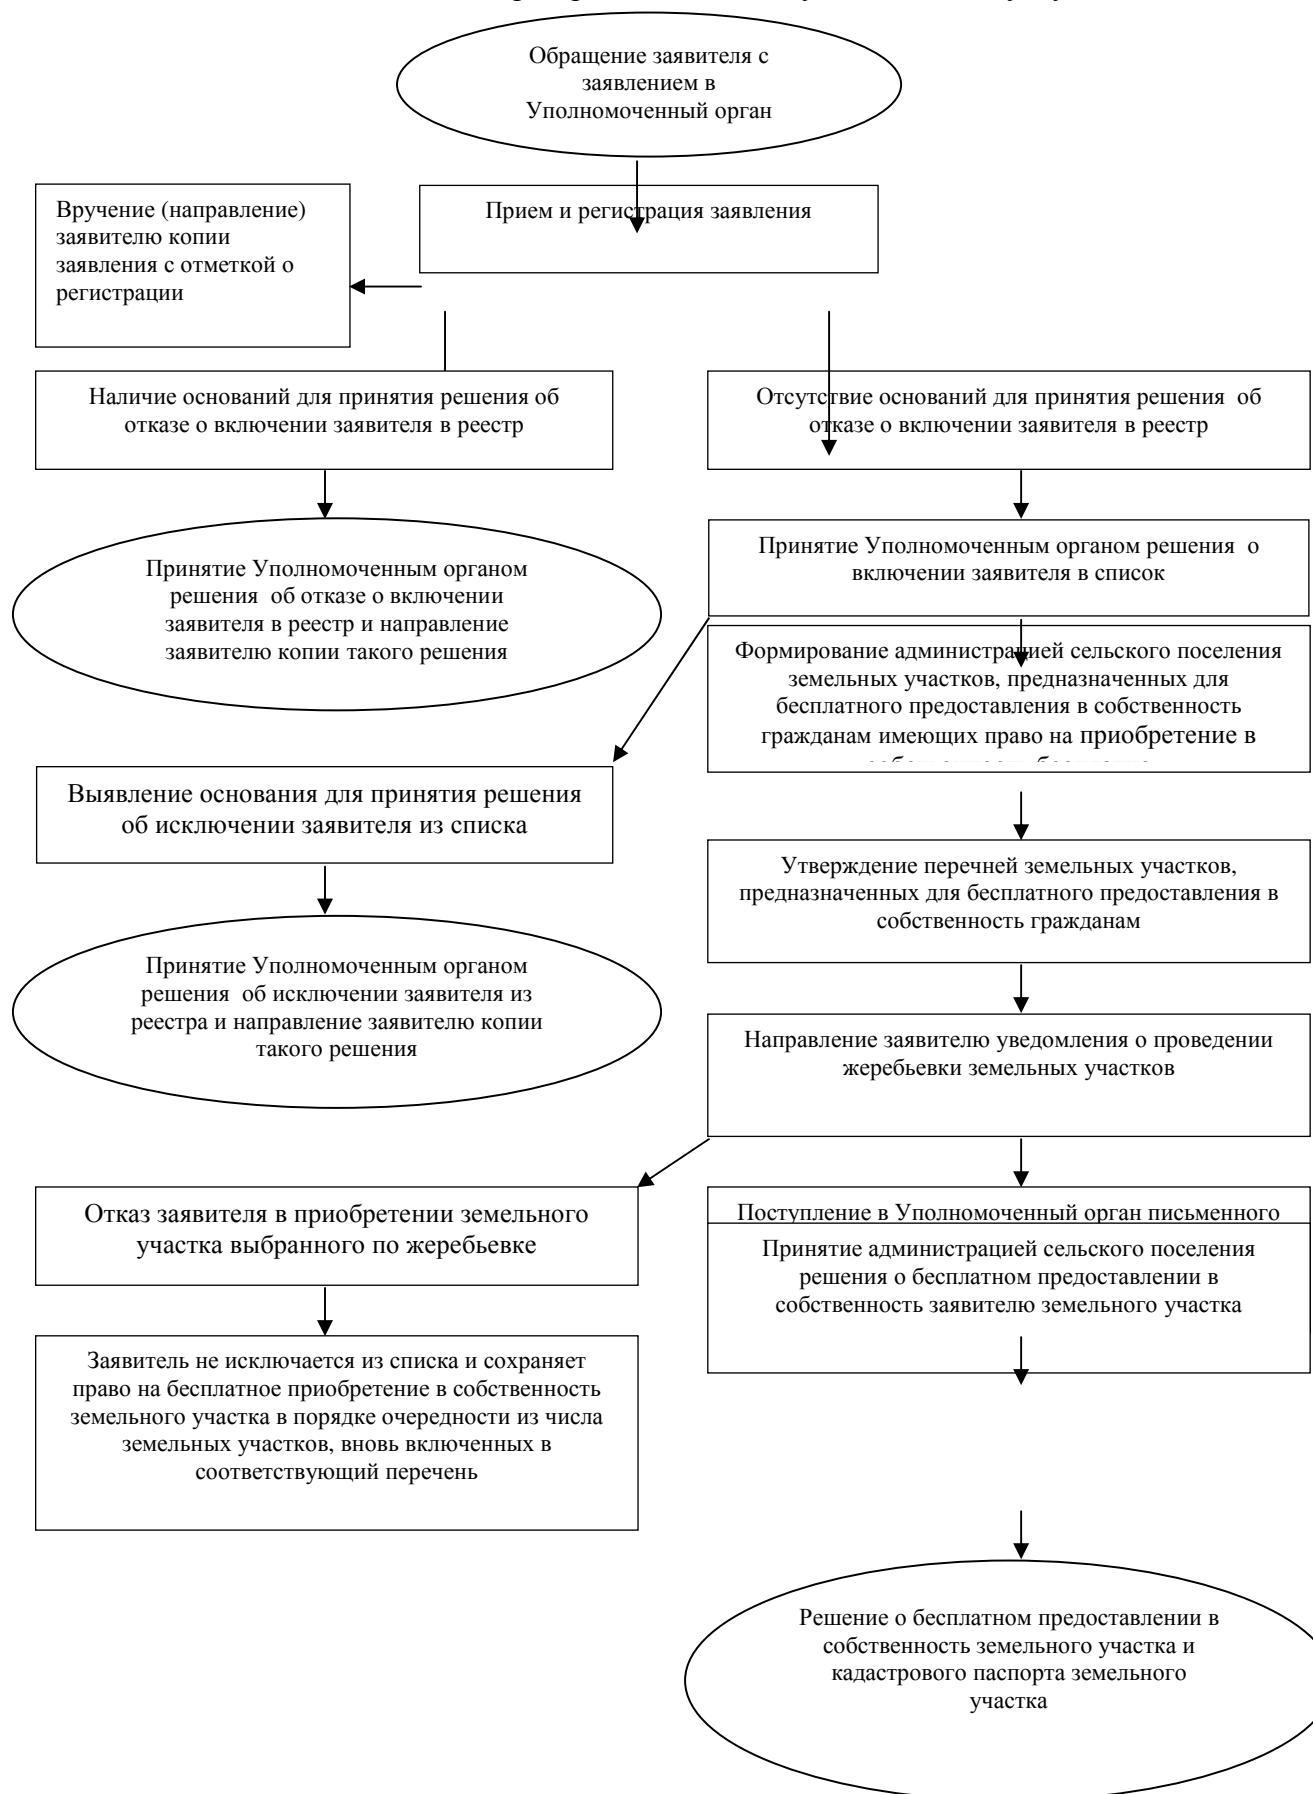 Обращение заявителя с
заявлением в
Уполномоченный орган
Вручение (направление)
заявителю копии
заявления с отметкой о
регистрации
Прием и регистрация заявления
Наличие оснований для принятия решения об
отказе о включении заявителя в реестр
Отсутствие оснований для принятия решения об
отказе о включении заявителя в реестр
Принятие Уполномоченным органом
решения об отказе о включении
заявителя в реестр и направление
заявителю копии такого решения
Принятие Уполномоченным органом решения о
включении заявителя в список
Формирование администрацией сельского поселения
земельных участков, предназначенных для
бесплатного предоставления в собственность
гражданам имеющих право на приобретение в
Выявление основания для принятия решения
об исключении заявителя из списка
Утверждение перечней земельных участков,
предназначенных для бесплатного предоставления в
собственность гражданам
Принятие Уполномоченным органом
решения об исключении заявителя из
реестра и направление заявителю копии
такого решения
Направление заявителю уведомления о проведении
жеребьевки земельных участков
Отказ заявителя в приобретении земельного
участка выбранного по жеребьевке
Поступление в Уполномоченный орган письменного
Принятие администрацией сельского поселения
решения о бесплатном предоставлении в
собственность заявителю земельного участка
Заявитель не исключается из списка и сохраняет
право на бесплатное приобретение в собственность
земельного участка в порядке очередности из числа
земельных участков, вновь включенных в
соответствующий перечень
Решение о бесплатном предоставлении в
собственность земельного участка и
кадастрового паспорта земельного
участка